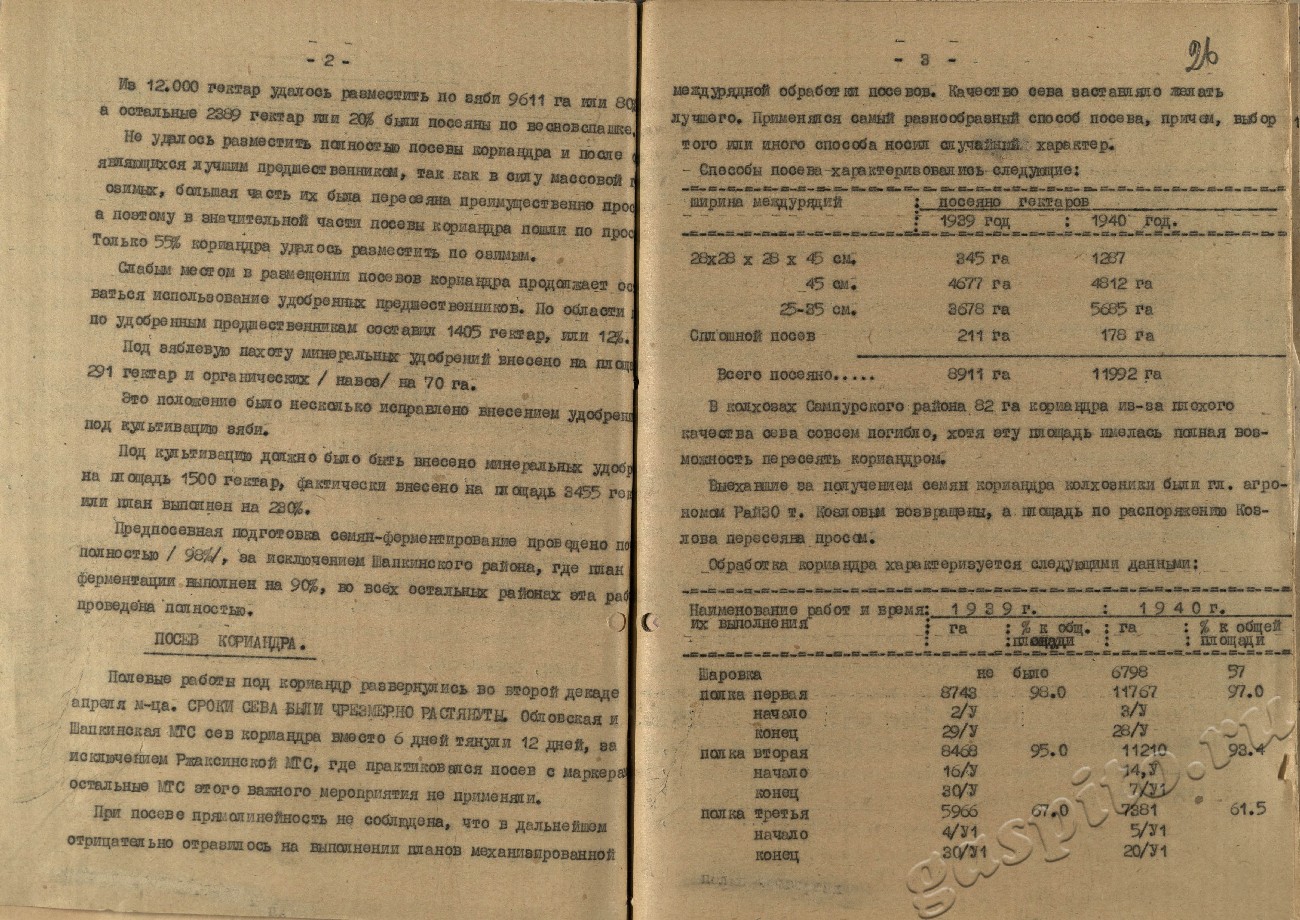 - 2 -
Из 12.000 гектар удалось разместить по зяби 9611 га или 80%
а остальные 2389 гектар или 20% были посеяны по весновспашке,
Не удалось разместить полностью посевы кориандра и после
являющихся лучшим предшественником, так как в силу массовой
озимых, большая часть их была пересеяна преимущественно прос
а поэтому в значительной части посевы кориандра пошли по прос
Только 55% кориандра удалось разместить по озимым.
Слабым местом в размещении посевов кориандра продолжает ос
ваться использование удобренных предшественников. По области
по удобренным предшественникам составил 1405 гектар, или 12%.
Под зяблевую пахоту минеральных удобрений внесено на площ
291 гектар и органических / навоз/ на 70 га.
Это положение было несколько исправлено внесением удобрени
под культивацию зяби.
Под культивацию должно было быть внесено минеральных удобр
на площадь 1500 гектар, фактически внесено на площадь 3455 гек
или план выполнен на 230%.
Предпосевная подготовка семян-ферментирование проведено по
полностью / 98%/, за исключением Шапкинского района, где план
ферментации выполнен на 90%, во всех остальных районах эта раб
проведена полностью.
ПОСЕВ КОРИАНДРА.
Полевые работы под кориандр развернулись во второй декаде
апреля м-ца. СРОКИ СЕВА БЫЛИ ЧРЕЗМЕРНО РАСТЯНУТЫ. Обловская и
Шапкинская МТС сев кориандра вместо 6 дней тянули 12 дней, за
исключением Ржаксинской МТС, где практиковался посев с маркера
остальные МТС этого важного мероприятия не применяли.
При посеве прямолинейность не соблюдена, что в дальнейшем
отрицательно отразилось на выполнении планов механизированной
- 3 - 26
междурядной обработки посевов. Качество сева заставляло желать
лучшего. Применялся самый разнообразный способ посева, причем, выбор
того или иного способа носил случайный характер.
- Способы посева характеризовались следующие:
ширина междурядий : посеяно гектаров
: 1939 год : 1940 год.
28х28 х 28 х 45 см. 345 га 1287
45 см. 4677 га 4812 га
25-35 см. 3678 га 5685 га
Сплошной посев 211 га 178 га
Всего посеяно..... 8911 га 11992 га
В колхозах Сампурского района 82 га кориандра из-за плохого
качества сева совсем погибло, хотя эту площадь имелась полная воз-
можность пересеять кориандром.
Выехавшие за получением семян кориандра колхозники были гл. агро-
номом РайЗО т. Козловым возвращены, а площадь по распоряжению Коз-
лова пересеяна просом.
Обработка кориандра характеризуется следующими данными:
Наименование работ и время: 1 9 3 9 г. : 1 9 4 0 г.
их выполнения : га : % к общ. : га : % к общей
: : площади : : площади
Шаровка не было 6798 57
полка первая 8743 98.0 11767 97.0
начало 2/У 3/У
конец 29/У 28/У
полка вторая 8468 95.0 11210 93.4
начало 16/У 14,У
конец 30/У 7/У1
полка третья 5966 67.0 7381 61.5
начало 4/У1 5/У1
конец 30/У1 20/У1
gaspito.ru